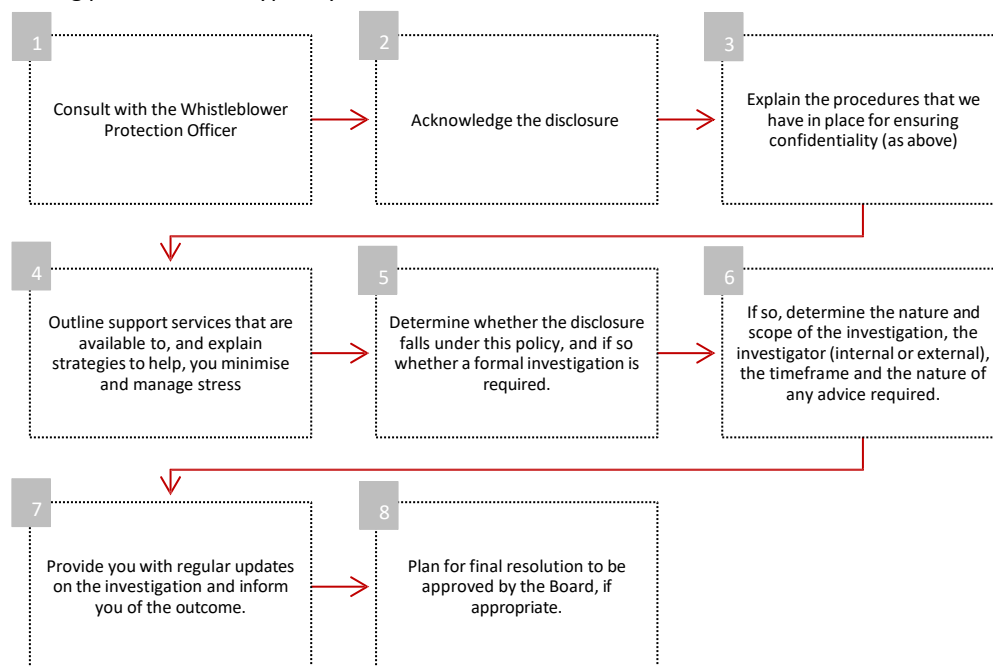 1
Consult with the Whistleblower
Protection Officer
2
Acknowledge the disclosure
3
Explain the procedures that we
have in place for ensuring
confidentiality (as above)
4
Outline support services that are
available to, and explain
strategies to help, you minimise
and manage stress
5
Determine whether the disclosure
falls under this policy, and if so
whether a formal investigation is
required.
6
If so, determine the nature and
scope of the investigation, the
investigator (internal or external),
the timeframe and the nature of
any advice required.
7
Provide you with regular updates
on the investigation and inform
you of the outcome.
8
Plan for final resolution to be
approved by the Board, if
appropriate.